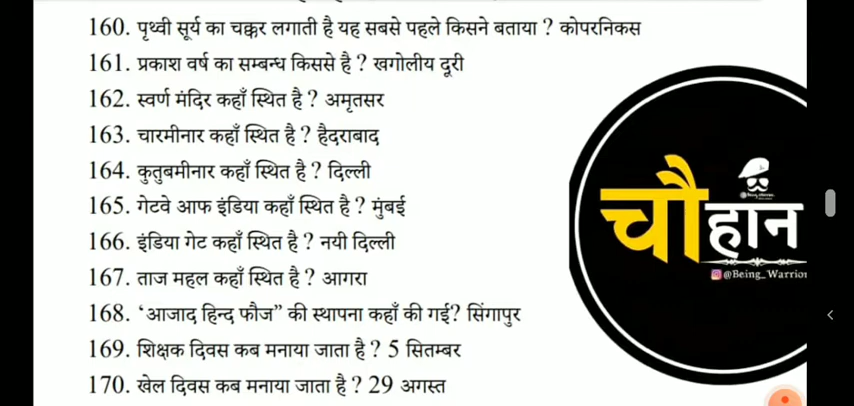 160. पृथ्वी सूर्य का चक्कर लगाती है यह सबसे पहले किसने बताया ? कोपरनिकस
161. प्रकाश वर्ष का सम्बन्ध किससे है ? खगोलीय दूरी
162. स्वर्ण मंदिर कहाँ स्थित है ? अमृतसर
163. चारमीनार कहाँ स्थित है ? हैदराबाद
164. कुतुबमीनार कहाँ स्थित है ? दिल्ली
165. गेटवे आफ इंडिया कहाँ स्थित है ? मुंबई
166. इंडिया गेट कहाँ स्थित है ? नयी दिल्ली
167. ताज महल कहाँ स्थित है ? आगरा
168. ‘आजाद हिन्द फौज” की स्थापना कहाँ की गई? सिंगापुर
169. शिक्षक दिवस कब मनाया जाता है ? 5 सितम्बर
170. खेल दिवस कब मनाया जाता है ? 29 अगस्त
चौहान
@Being_Warrior